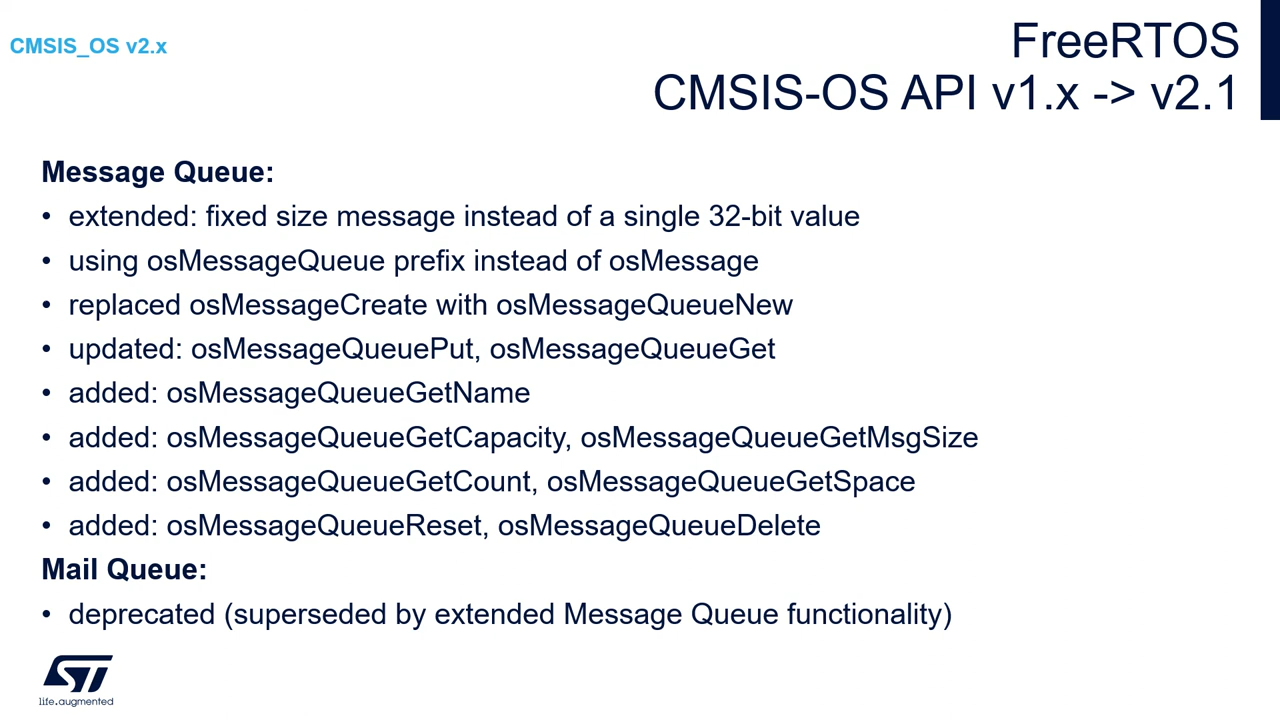 CMSIS_OS v2.x
FreeRTOS
CMSIS-OS API v1.x -> v2.1
Message Queue:
• extended: fixed size message instead of a single 32-bit value
• using osMessageQueue prefix instead of osMessage
• replaced osMessageCreate with osMessageQueueNew
• updated: osMessageQueuePut, osMessageQueueGet
• added: osMessageQueueGetName
• added: osMessageQueueGetCapacity, osMessageQueueGetMsgSize
• added: osMessageQueueGetCount, osMessageQueueGetSpace
• added: osMessageQueueReset, osMessageQueueDelete
Mail Queue:
• deprecated (superseded by extended Message Queue functionality)
ST
life.augmented